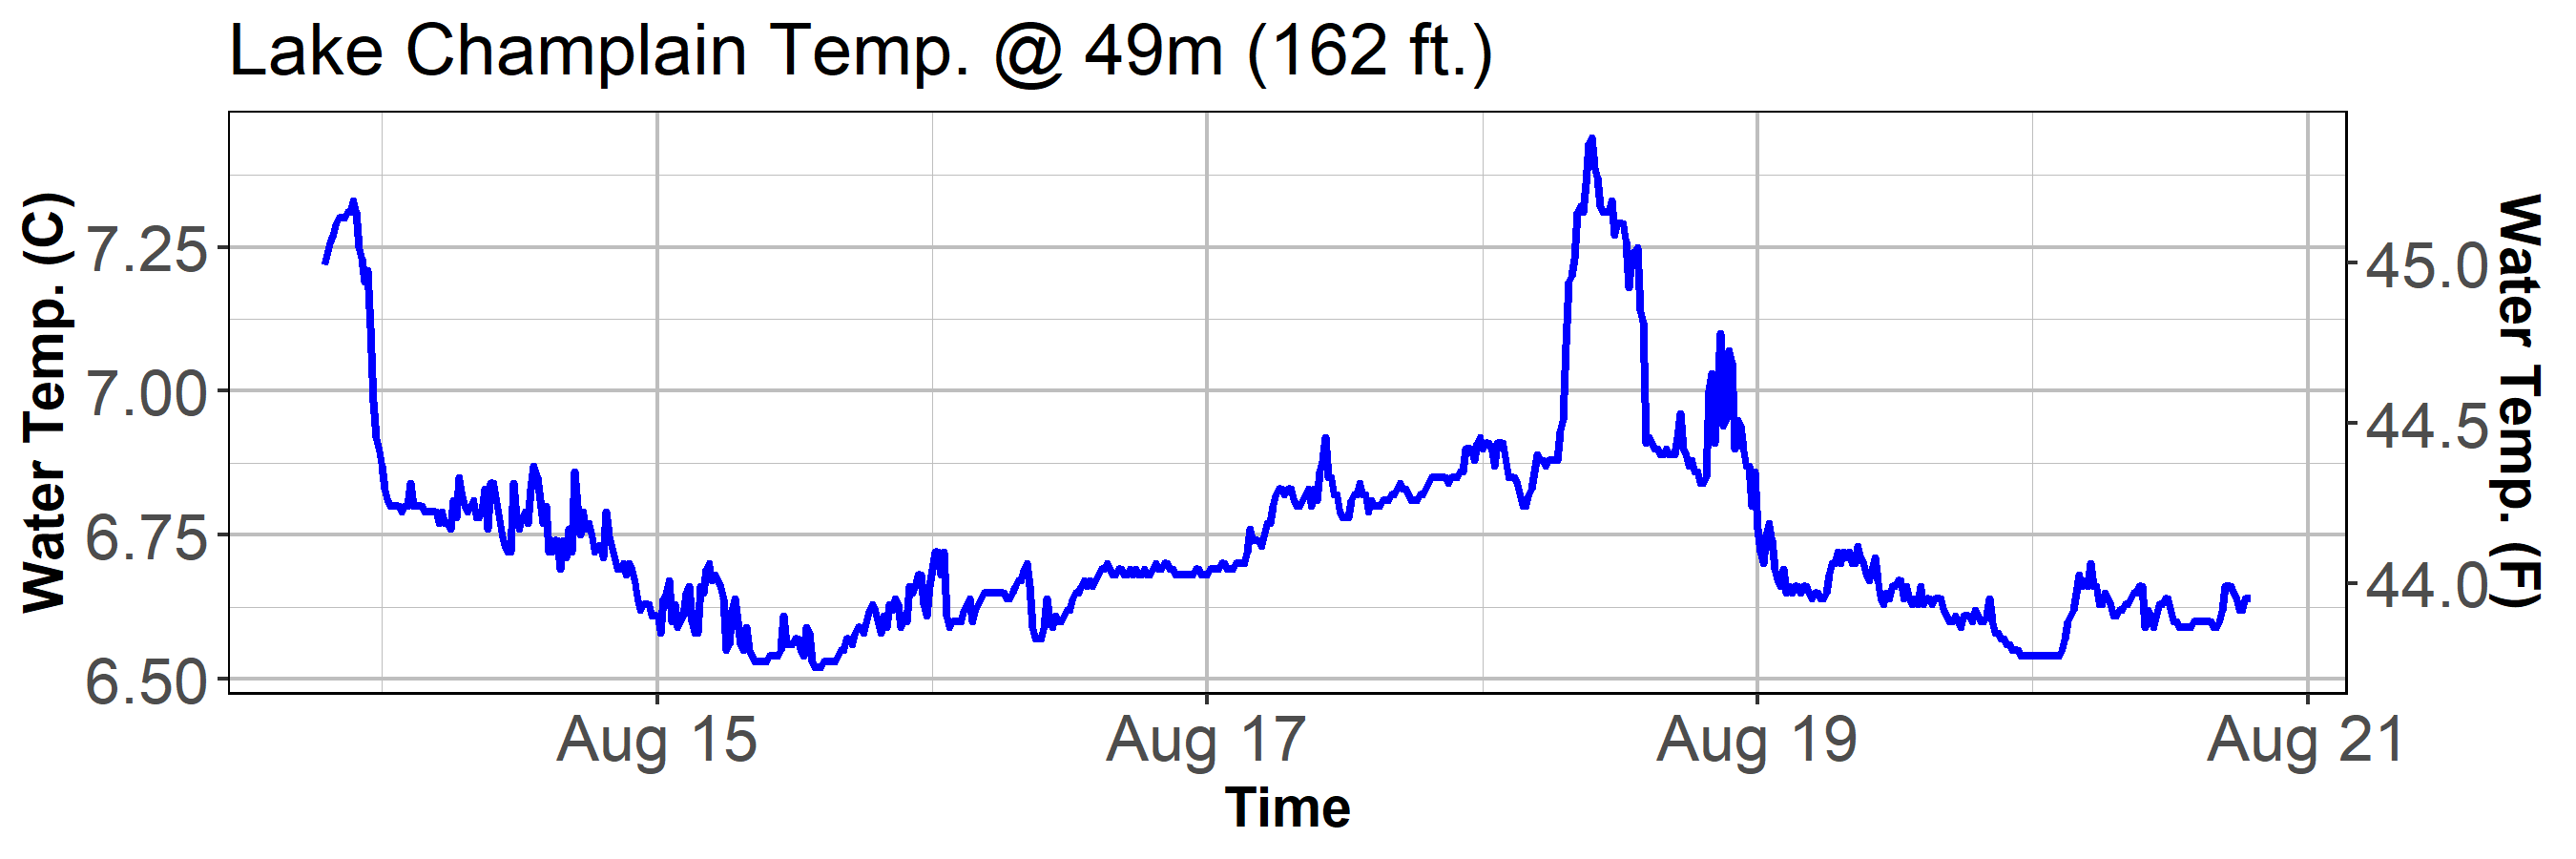 Lake Champlain Temp. @ 49m (162 ft.)
Water Temp. (C)
7.25
7.00
6.75
6.50
45.0
44.5
44.0
Water Temp. (F)
Aug 15
Aug 17
Aug 19
Aug 21
Time